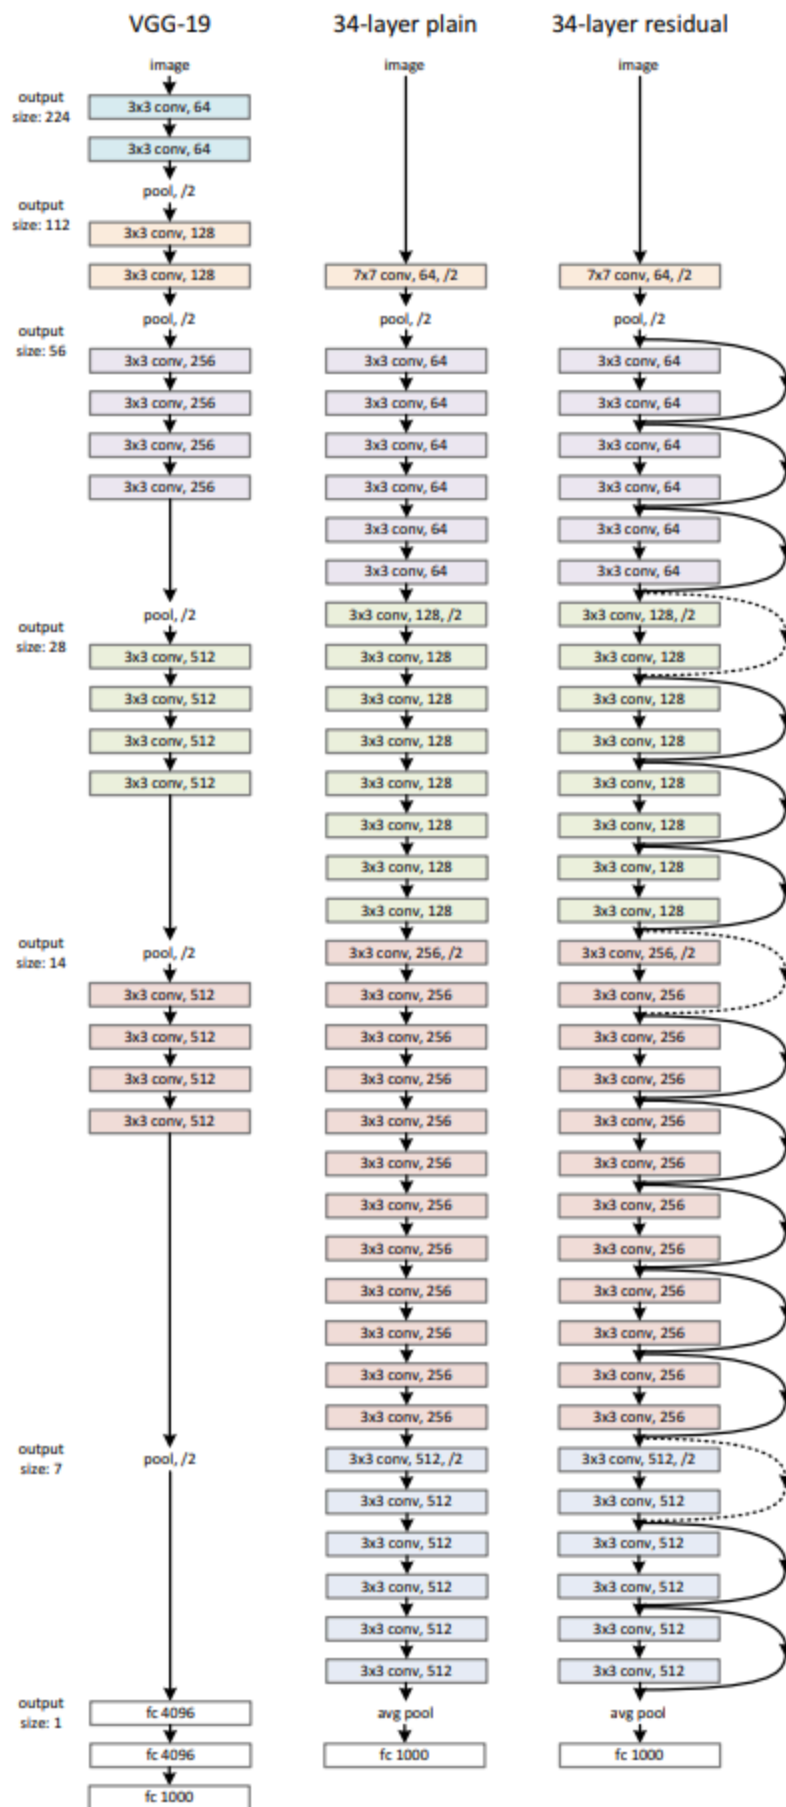 VGG-19
34-layer plain
34-layer residual
output
size: 224
output
size: 112
output
size: 56
output
size: 28
output
size: 14
output
size: 7
output
size: 1
image
3x3 conv, 64
3x3 conv, 64
pool, /2
3x3 conv, 128
3x3 conv, 128
pool, /2
3x3 conv, 256
3x3 conv, 256
3x3 conv, 256
3x3 conv, 256
pool, /2
3x3 conv, 512
3x3 conv, 512
3x3 conv, 512
3x3 conv, 512
pool, /2
3x3 conv, 512
3x3 conv, 512
3x3 conv, 512
3x3 conv, 512
pool, /2
fc 4096
fc 4096
fc 1000
image
7x7 conv, 64, /2
pool, /2
3x3 conv, 64
3x3 conv, 64
3x3 conv, 64
3x3 conv, 64
3x3 conv, 64
3x3 conv, 64
3x3 conv, 128, /2
3x3 conv, 128
3x3 conv, 128
3x3 conv, 128
3x3 conv, 128
3x3 conv, 128
3x3 conv, 128
3x3 conv, 128
3x3 conv, 256, /2
3x3 conv, 256
3x3 conv, 256
3x3 conv, 256
3x3 conv, 256
3x3 conv, 256
3x3 conv, 256
3x3 conv, 256
3x3 conv, 256
3x3 conv, 256
3x3 conv, 256
3x3 conv, 256
3x3 conv, 512, /2
3x3 conv, 512
3x3 conv, 512
3x3 conv, 512
3x3 conv, 512
3x3 conv, 512
avg pool
fc 1000
image
7x7 conv, 64, /2
pool, /2
3x3 conv, 64
3x3 conv, 64
3x3 conv, 64
3x3 conv, 64
3x3 conv, 64
3x3 conv, 64
3x3 conv, 128, /2
3x3 conv, 128
3x3 conv, 128
3x3 conv, 128
3x3 conv, 128
3x3 conv, 128
3x3 conv, 128
3x3 conv, 128
3x3 conv, 256, /2
3x3 conv, 256
3x3 conv, 256
3x3 conv, 256
3x3 conv, 256
3x3 conv, 256
3x3 conv, 256
3x3 conv, 256
3x3 conv, 256
3x3 conv, 256
3x3 conv, 256
3x3 conv, 256
3x3 conv, 512, /2
3x3 conv, 512
3x3 conv, 512
3x3 conv, 512
3x3 conv, 512
3x3 conv, 512
avg pool
fc 1000